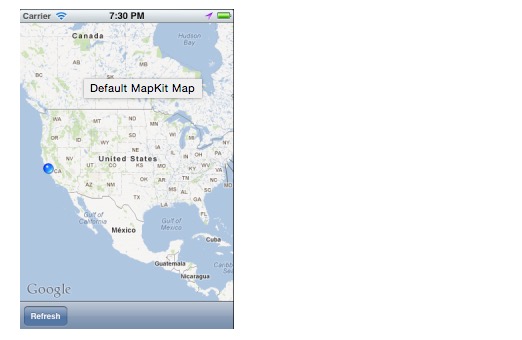 Carrier 7:30 PM
Canada
Hudson
Bay
AB
BC
MB
Default MapKit Map
WA
MT
ND
MN
OR
ID
SD
WI
MI
WY
NY
NE
IA
IL
IN
OH
PA
NV
UT
CO
United States
KS
MO
KY
WV
VA
CA
OK
AR
TN
NC
AZ
NM
MS
AL
SC
GA
TX
LA
FL
Gulf of
California
Gulf of
Mexico
México
Cuba
Guatemala
Nicaragua
Google
Refresh